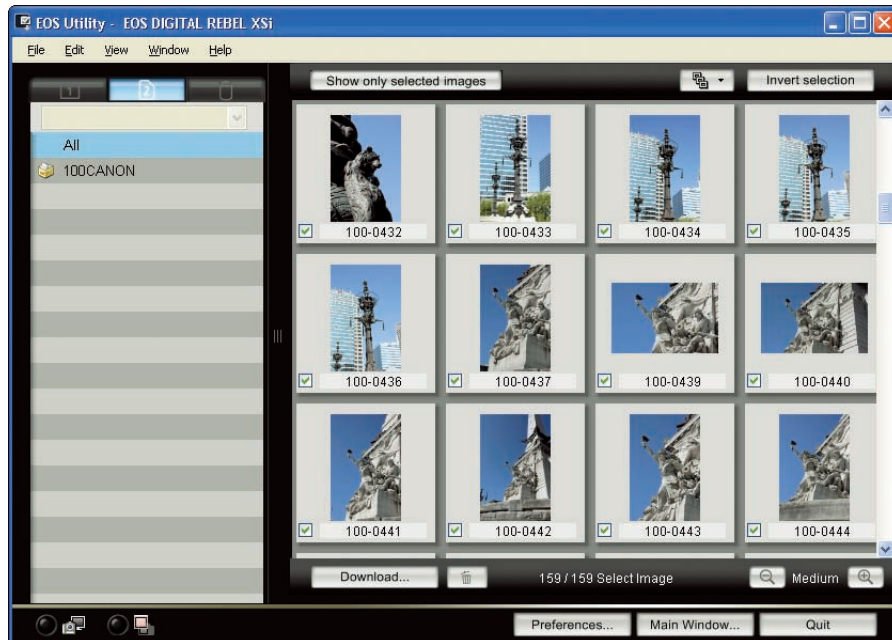 EOS Utility - EOS DIGITAL REBEL XSi
File Edit View Window Help
Show only selected images Invert selection
1 2
All
100CANON
100-0432 100-0433 100-0434 100-0435
100-0436 100-0437 100-0439 100-0440
100-0441 100-0442 100-0443 100-0444
Download... 159 / 159 Select Image Medium
Preferences... Main Window... Quit